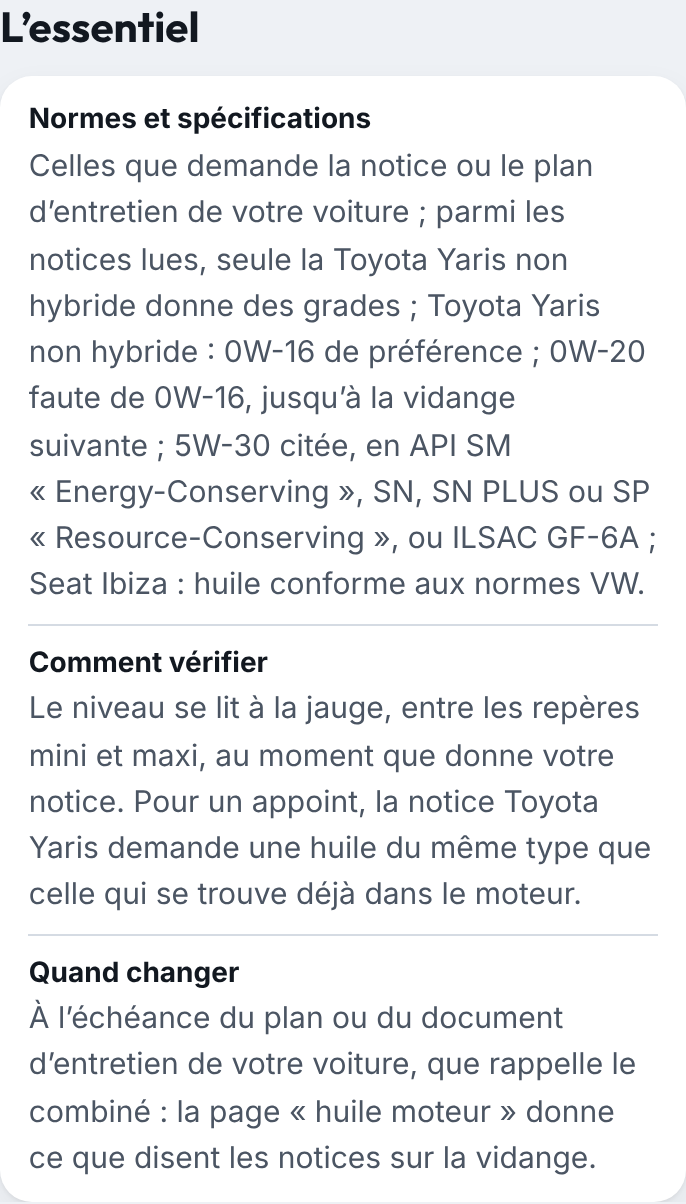 L’essentiel
Normes et spécifications
Celles que demande la notice ou le plan
d’entretien de votre voiture ; parmi les
notices lues, seule la Toyota Yaris non
hybride donne des grades ; Toyota Yaris
non hybride : 0W-16 de préférence ; 0W-20
faute de 0W-16, jusqu’à la vidange
suivante ; 5W-30 citée, en API SM
« Energy-Conserving », SN, SN PLUS ou SP
« Resource-Conserving », ou ILSAC GF-6A ;
Seat Ibiza : huile conforme aux normes VW.
Comment vérifier
Le niveau se lit à la jauge, entre les repères
mini et maxi, au moment que donne votre
notice. Pour un appoint, la notice Toyota
Yaris demande une huile du même type que
celle qui se trouve déjà dans le moteur.
Quand changer
À l’échéance du plan ou du document
d’entretien de votre voiture, que rappelle le
combiné : la page « huile moteur » donne
ce que disent les notices sur la vidange.